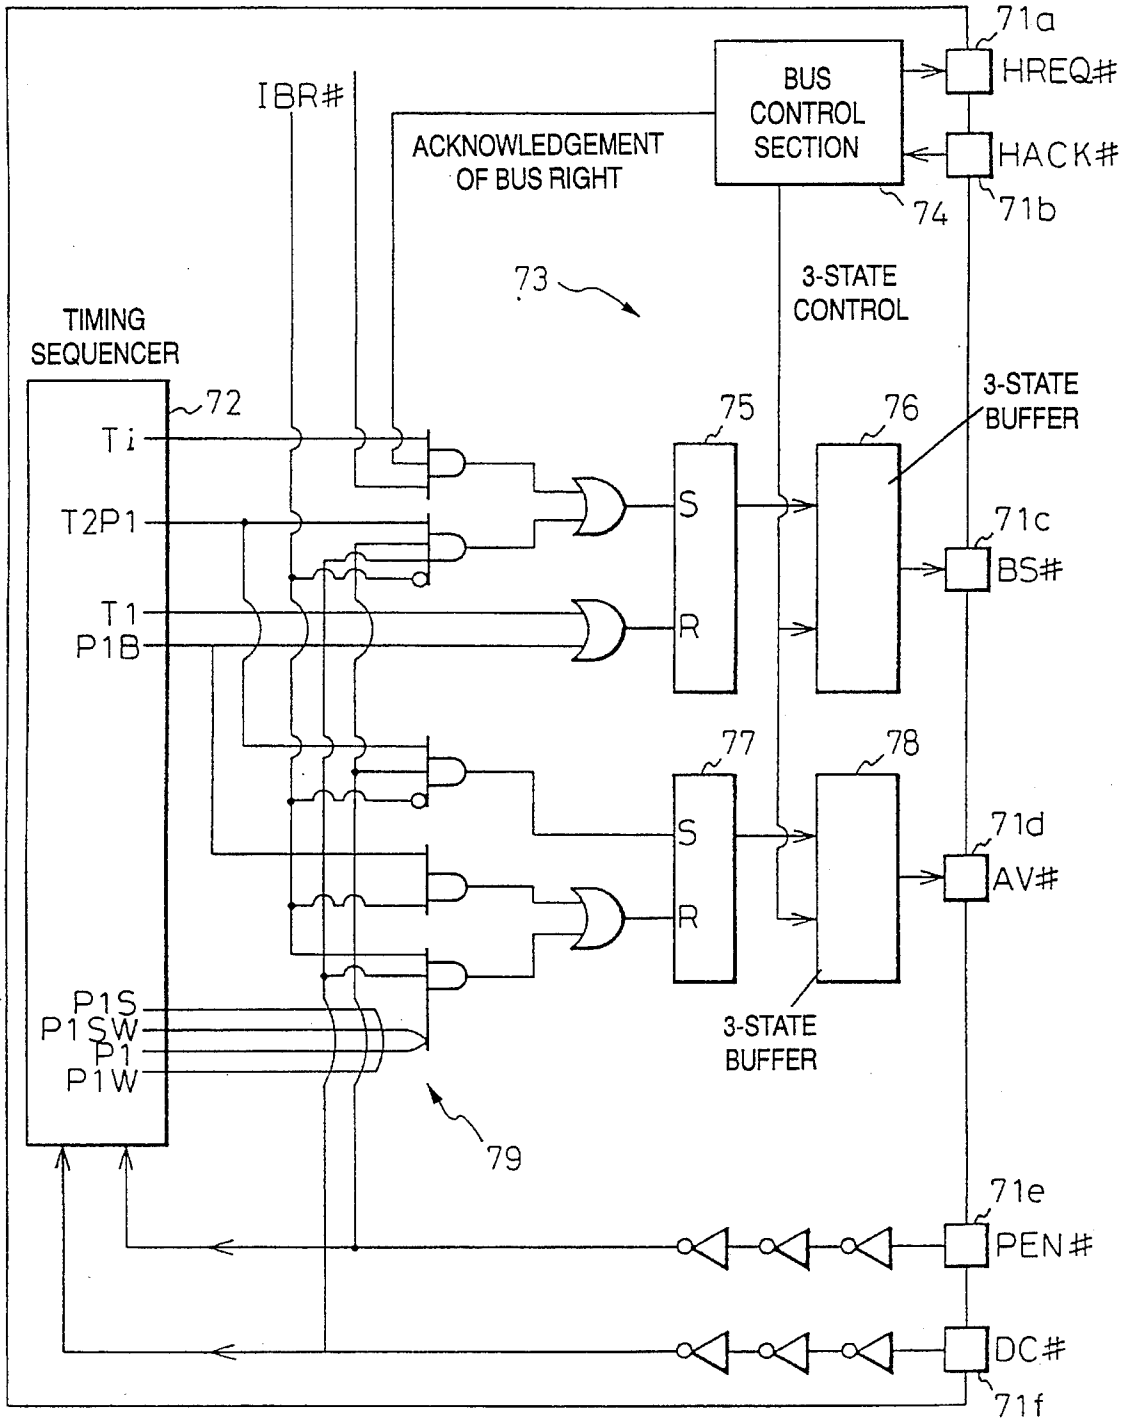 71a
HREQ#
BUS
CONTROL
SECTION
HACK#
71b
74
IBR#
ACKNOWLEDGEMENT
OF BUS RIGHT
73
3-STATE
CONTROL
TIMING
SEQUENCER
72
75
76
3-STATE
BUFFER
Ti
S
T2P1
71c
BS#
T1
R
P1B
77
78
S
71d
AV#
R
P1S
P1SW
P1
P1W
3-STATE
BUFFER
79
71e
PEN#
DC#
71f